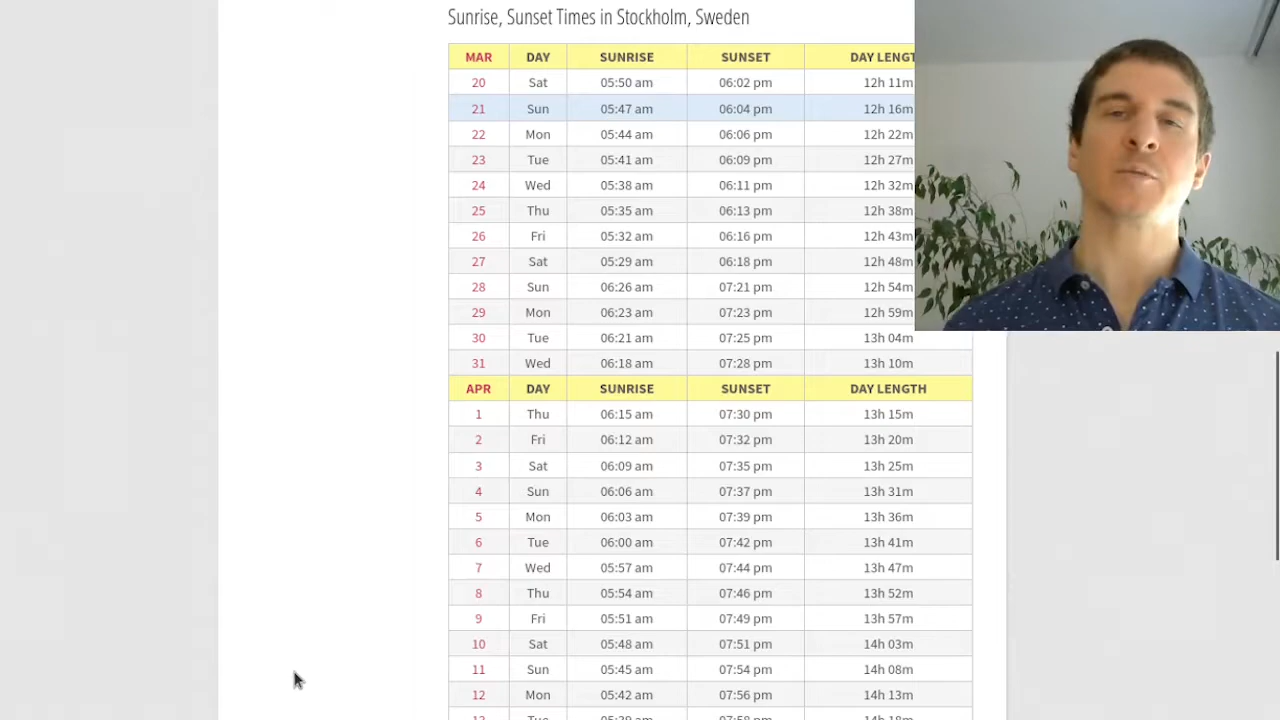 Sunrise, Sunset Times in Stockholm, Sweden
MAR DAY SUNRISE SUNSET DAY LENGT
20 Sat 05:50 am 06:02 pm 12h 11m
21 Sun 05:47 am 06:04 pm 12h 16m
22 Mon 05:44 am 06:06 pm 12h 22m
23 Tue 05:41 am 06:09 pm 12h 27m
24 Wed 05:38 am 06:11 pm 12h 32m
25 Thu 05:35 am 06:13 pm 12h 38m
26 Fri 05:32 am 06:16 pm 12h 43m
27 Sat 05:29 am 06:18 pm 12h 48m
28 Sun 06:26 am 07:21 pm 12h 54m
29 Mon 06:23 am 07:23 pm 12h 59m
30 Tue 06:21 am 07:25 pm 13h 04m
31 Wed 06:18 am 07:28 pm 13h 10m
APR DAY SUNRISE SUNSET DAY LENGTH
1 Thu 06:15 am 07:30 pm 13h 15m
2 Fri 06:12 am 07:32 pm 13h 20m
3 Sat 06:09 am 07:35 pm 13h 25m
4 Sun 06:06 am 07:37 pm 13h 31m
5 Mon 06:03 am 07:39 pm 13h 36m
6 Tue 06:00 am 07:42 pm 13h 41m
7 Wed 05:57 am 07:44 pm 13h 47m
8 Thu 05:54 am 07:46 pm 13h 52m
9 Fri 05:51 am 07:49 pm 13h 57m
10 Sat 05:48 am 07:51 pm 14h 03m
11 Sun 05:45 am 07:54 pm 14h 08m
12 Mon 05:42 am 07:56 pm 14h 13m